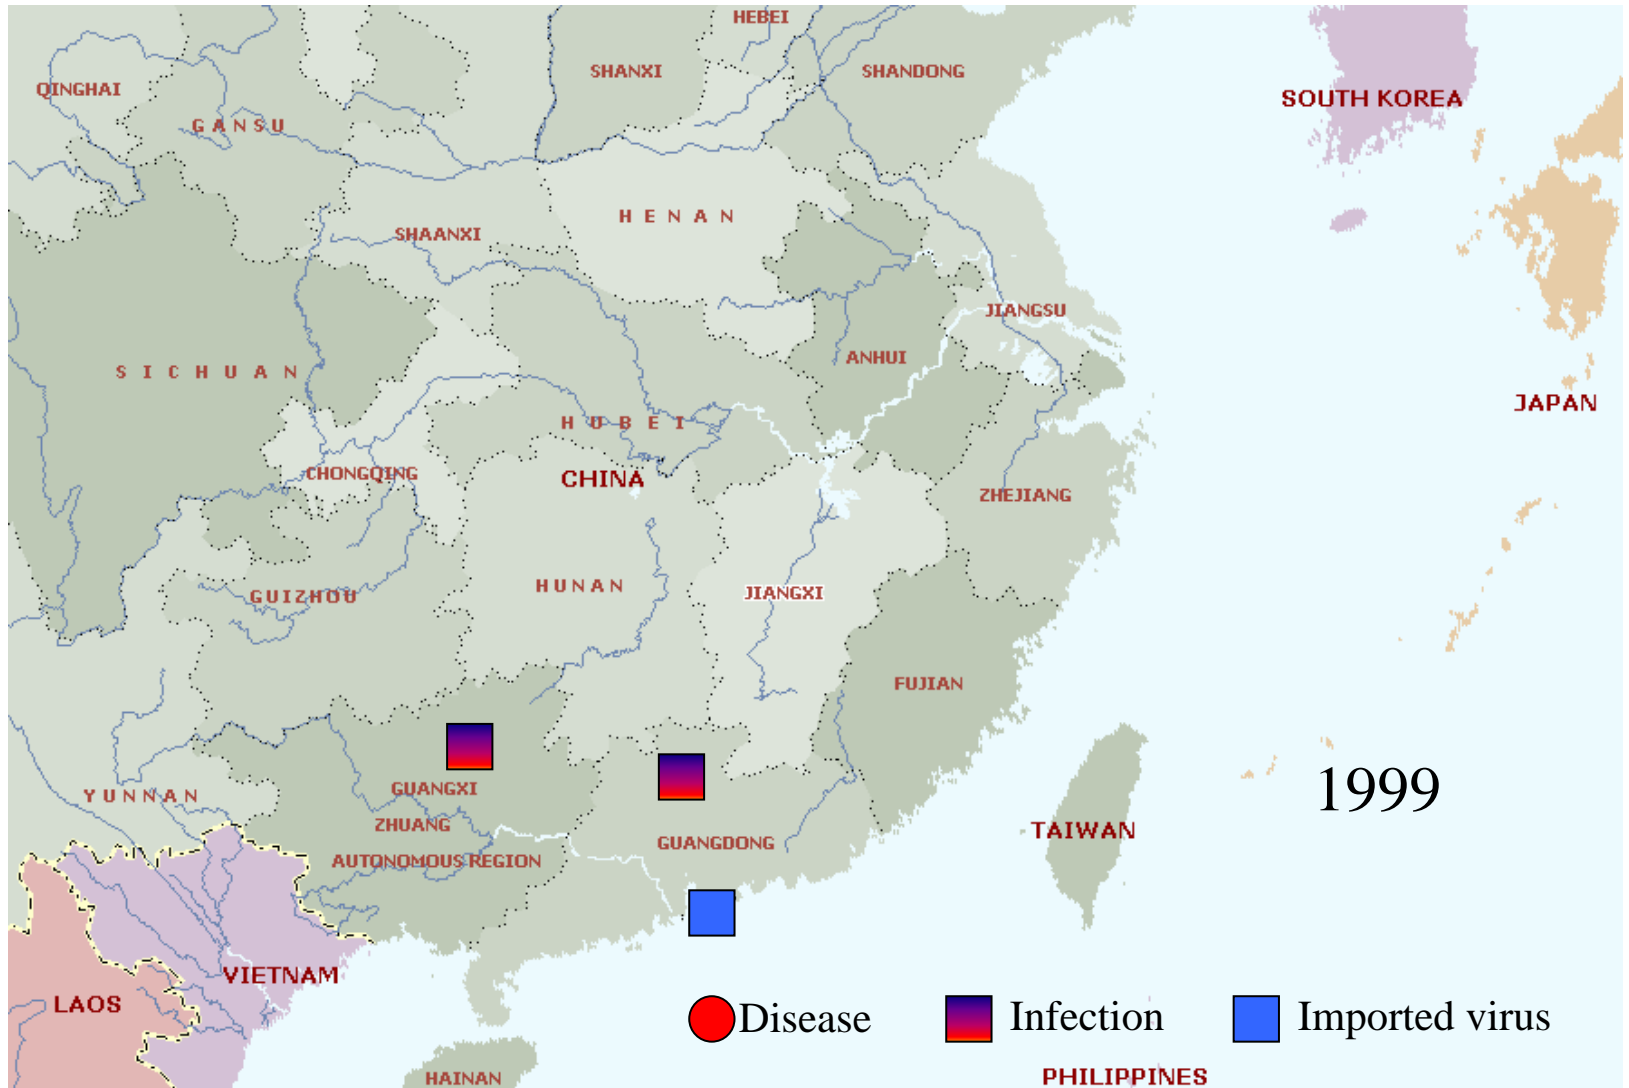 HEBEI
SHANXI
SHANDONG
QINGHAI
SOUTH KOREA
GANSU
HENAN
SHAANXI
JIANGSU
ANHUI
SICHUAN
JAPAN
HUBEI
CHONGQING
CHINA
ZHEJIANG
HUNAN
JIANGXI
GUIZHOU
FUJIAN
GUANGXI
ZHUANG
AUTONOMOUS REGION
YUNNAN
1999
TAIWAN
GUANGDONG
VIETNAM
LAOS
Disease
Infection
Imported virus
HAINAN
PHILIPPINES